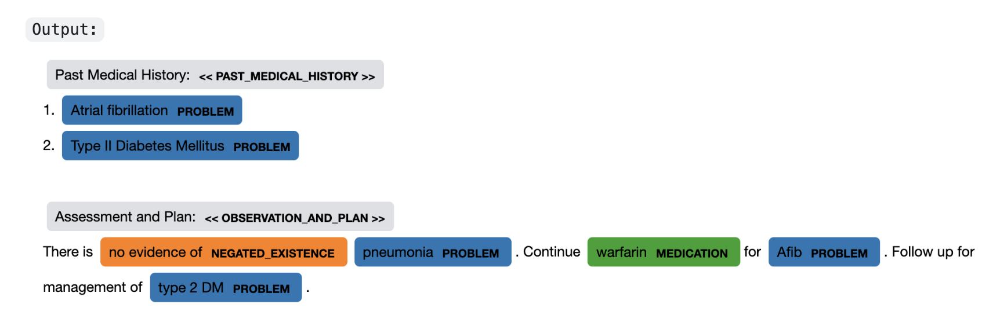 Output:
Past Medical History: << PAST_MEDICAL_HISTORY >>
1. Atrial fibrillation PROBLEM
2. Type II Diabetes Mellitus PROBLEM
Assessment and Plan: << OBSERVATION_AND_PLAN >>
There is no evidence of NEGATED_EXISTENCE pneumonia PROBLEM . Continue warfarin MEDICATION for Afib PROBLEM . Follow up for
management of type 2 DM PROBLEM .